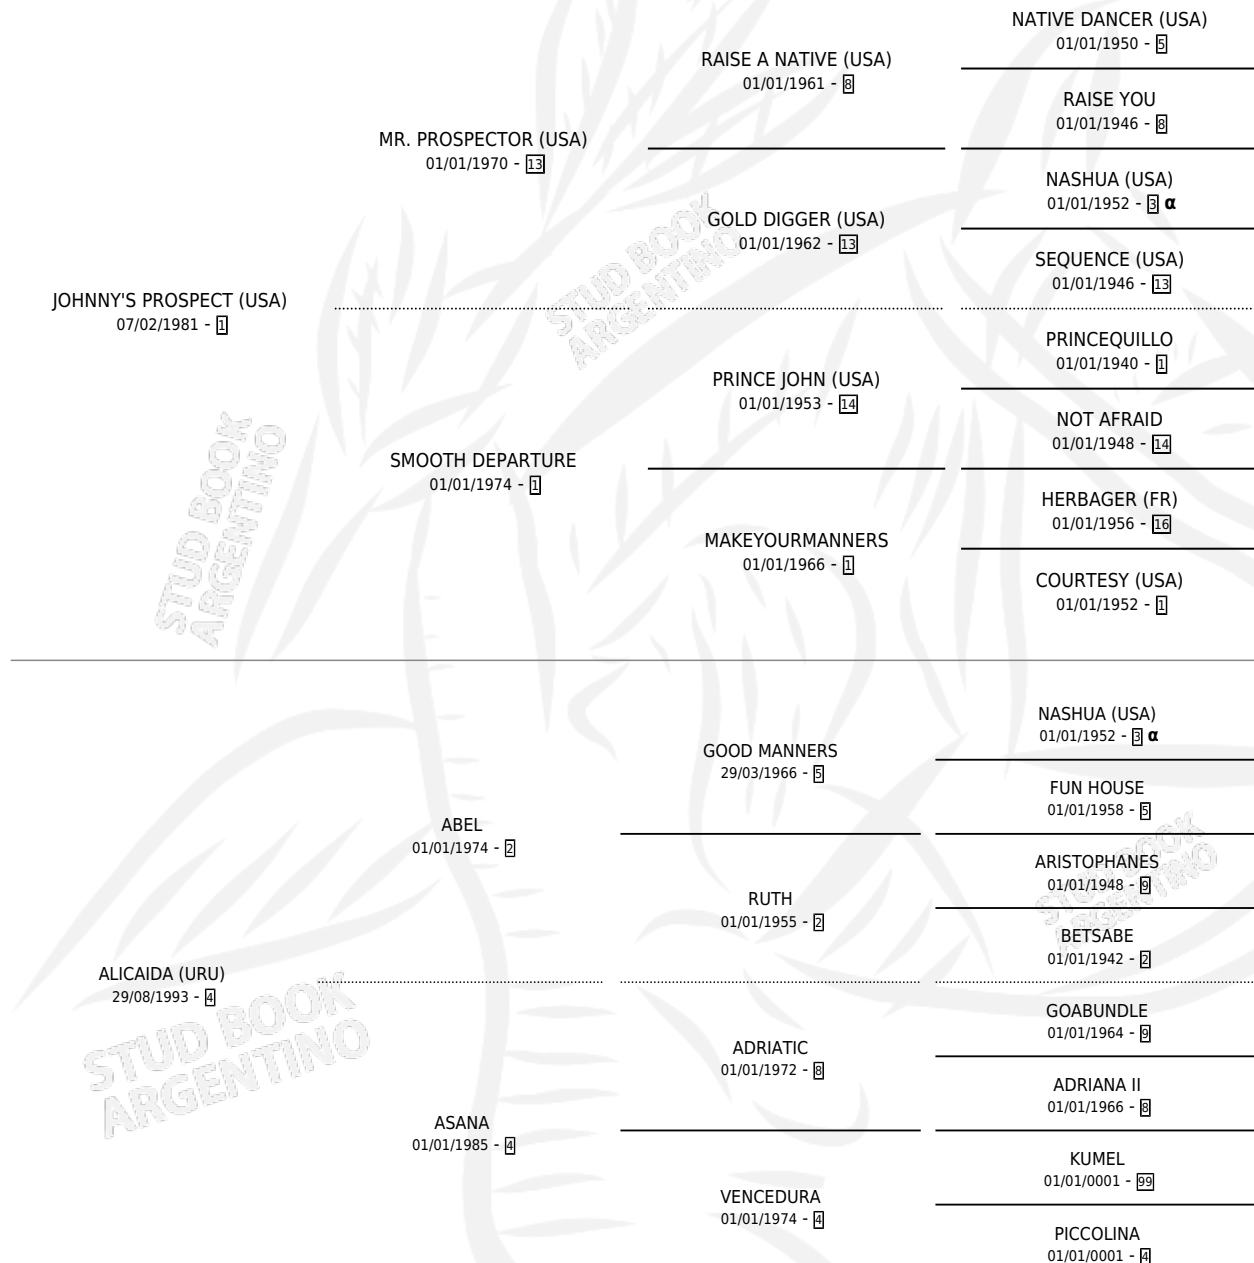 NATIVE DANCER (USA)
01/01/1950 - 5
RAISE A NATIVE (USA)
01/01/1961 - 8
RAISE YOU
01/01/1946 - 8
MR. PROSPECTOR (USA)
01/01/1970 - 13
NASHUA (USA)
01/01/1952 - 3 α
GOLD DIGGER (USA)
01/01/1962 - 13
SEQUENCE (USA)
01/01/1946 - 13
JOHNNY'S PROSPECT (USA)
07/02/1981 - 1
PRINCEQUILLO
01/01/1940 - 1
PRINCE JOHN (USA)
01/01/1953 - 14
NOT AFRAID
01/01/1948 - 14
SMOOTH DEPARTURE
01/01/1974 - 1
HERBAGER (FR)
01/01/1956 - 16
MAKEYOURMANNERS
01/01/1966 - 1
COURTESY (USA)
01/01/1952 - 1
NASHUA (USA)
01/01/1952 - 3 α
GOOD MANNERS
29/03/1966 - 5
FUN HOUSE
01/01/1958 - 5
ABEL
01/01/1974 - 2
ARISTOPHANES
01/01/1948 - 9
RUTH
01/01/1955 - 2
BETSABE
01/01/1942 - 2
ALICAIDA (URU)
29/08/1993 - 4
GOABUNDLE
01/01/1964 - 9
ADRIATIC
01/01/1972 - 8
ADRIANA II
01/01/1966 - 8
ASANA
01/01/1985 - 4
KUMEL
01/01/0001 - 99
VENCEDURA
01/01/1974 - 4
PICCOLINA
01/01/0001 - 4
STUD BOOK
ARGENTINO
STUD BOOK
ARGENTINO
STUD BOOK
ARGENTINO
STUD BOOK
ARGENTINO